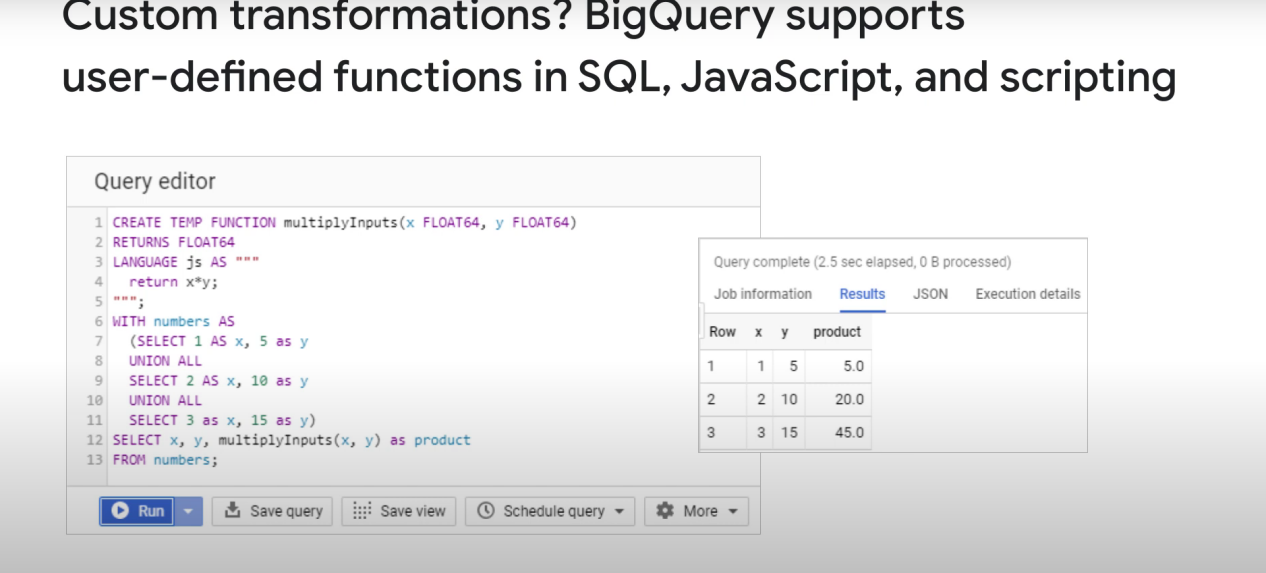 Custom transformations? BigQuery supports
user-defined functions in SQL, JavaScript, and scripting
Query editor
1 CREATE TEMP FUNCTION multiplyInputs(x FLOAT64, y FLOAT64)
2 RETURNS FLOAT64
3 LANGUAGE js AS """
4 return x*y;
5 """;
6 WITH numbers AS
7 (SELECT 1 AS x, 5 as y
8 UNION ALL
9 SELECT 2 AS x, 10 as y
10 UNION ALL
11 SELECT 3 as x, 15 as y)
12 SELECT x, y, multiplyInputs(x, y) as product
13 FROM numbers;
Run Save query Save view Schedule query More
Query complete (2.5 sec elapsed, 0 B processed)
Job information Results JSON Execution details
Row x y product
1 1 5 5.0
2 2 10 20.0
3 3 15 45.0